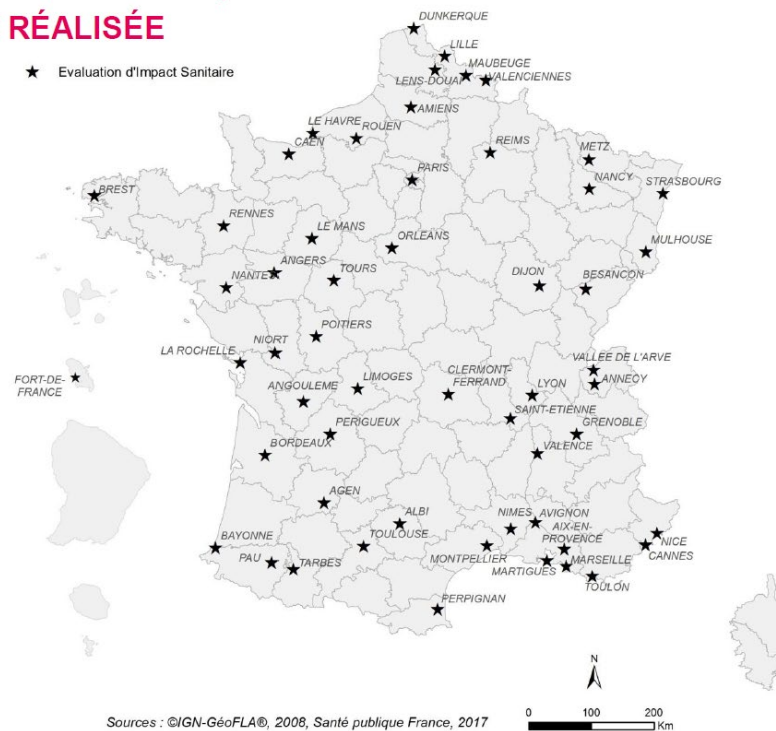 RÉALISÉE
Evaluation d'Impact Sanitaire
DUNKERQUE
LILLE
MAUBEUGE
LENS-DOUAI
VALENCIENNES
AMIENS
LE HAVRE
ROUEN
CAEN
REIMS
METZ
PARIS
NANCY
STRASBOURG
BREST
RENNES
LE MANS
ORLEANS
MULHOUSE
ANGERS
NANTES
TOURS
DIJON
BESANCON
POITIERS
NIORT
LA ROCHELLE
VALLEE DE L'ARVE
FORT-DE-
FRANCE
ANGOULEME
LIMOGES
CLERMONT-
FERRAND
LYON
ANNECY
SAINT-ETIENNE
PERIGUEUX
GRENOBLE
BORDEAUX
VALENCE
AGEN
ALBI
NIMES
AVIGNON
AIX-EN-
PROVENCE
BAYONNE
TOULOUSE
NICE
CANNES
PAU
TARBES
MONTPELLIER
MARTIGUES
MARSEILLE
TOULON
PERPIGNAN
N
Sources : ©IGN-GéoFLA®, 2008, Santé publique France, 2017
0 100 200
Km